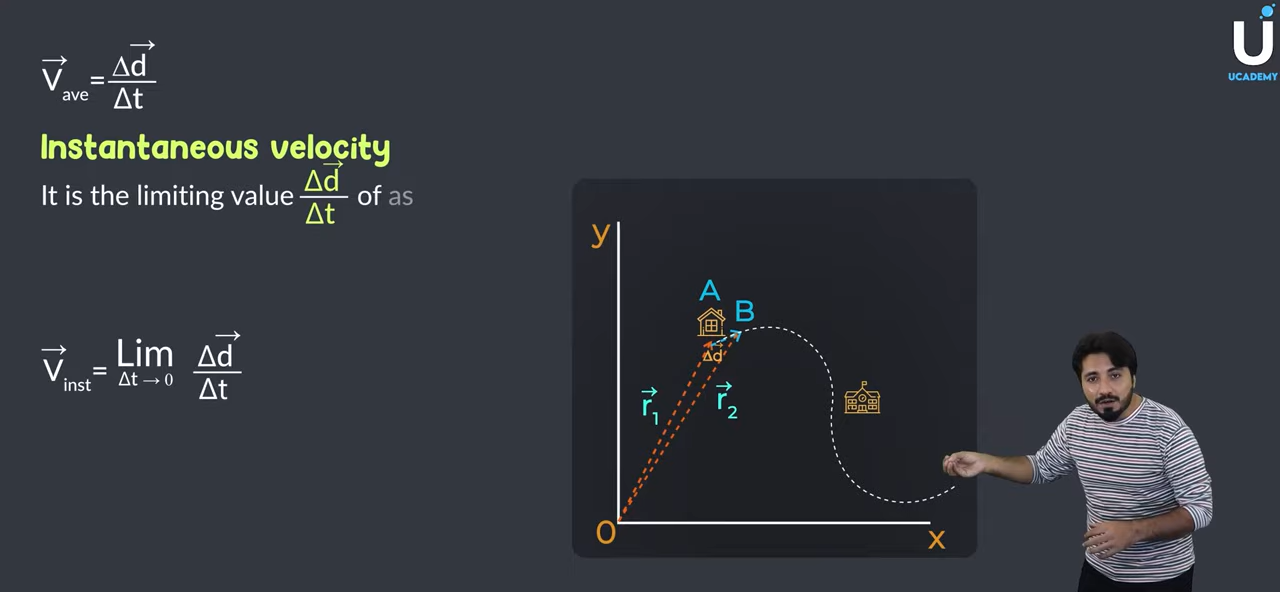 V⃗ave = Δd⃗/Δt
Instantaneous velocity
It is the limiting value Δd⃗/Δt of as
V⃗inst = Lim Δt → 0 Δd⃗/Δt
y
A
B
Δd⃗
r⃗1
r⃗2
0
x
U
UCADEMY